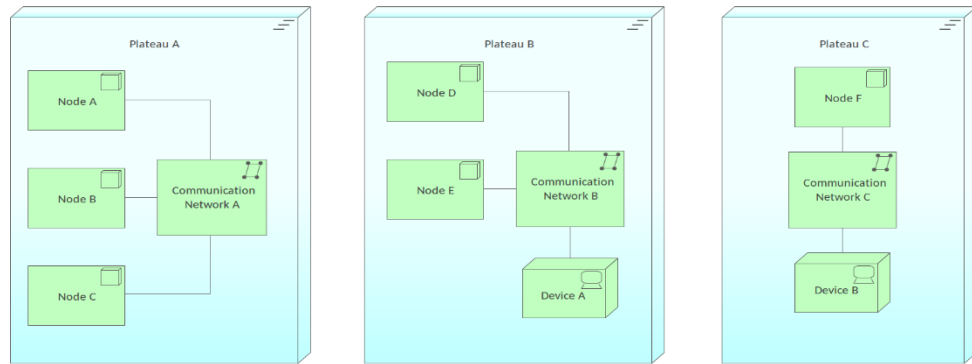 Plateau A
Node A
Node B
Communication
Network A
Node C
Plateau B
Node D
Node E
Communication
Network B
Device A
Plateau C
Node F
Communication
Network C
Device B